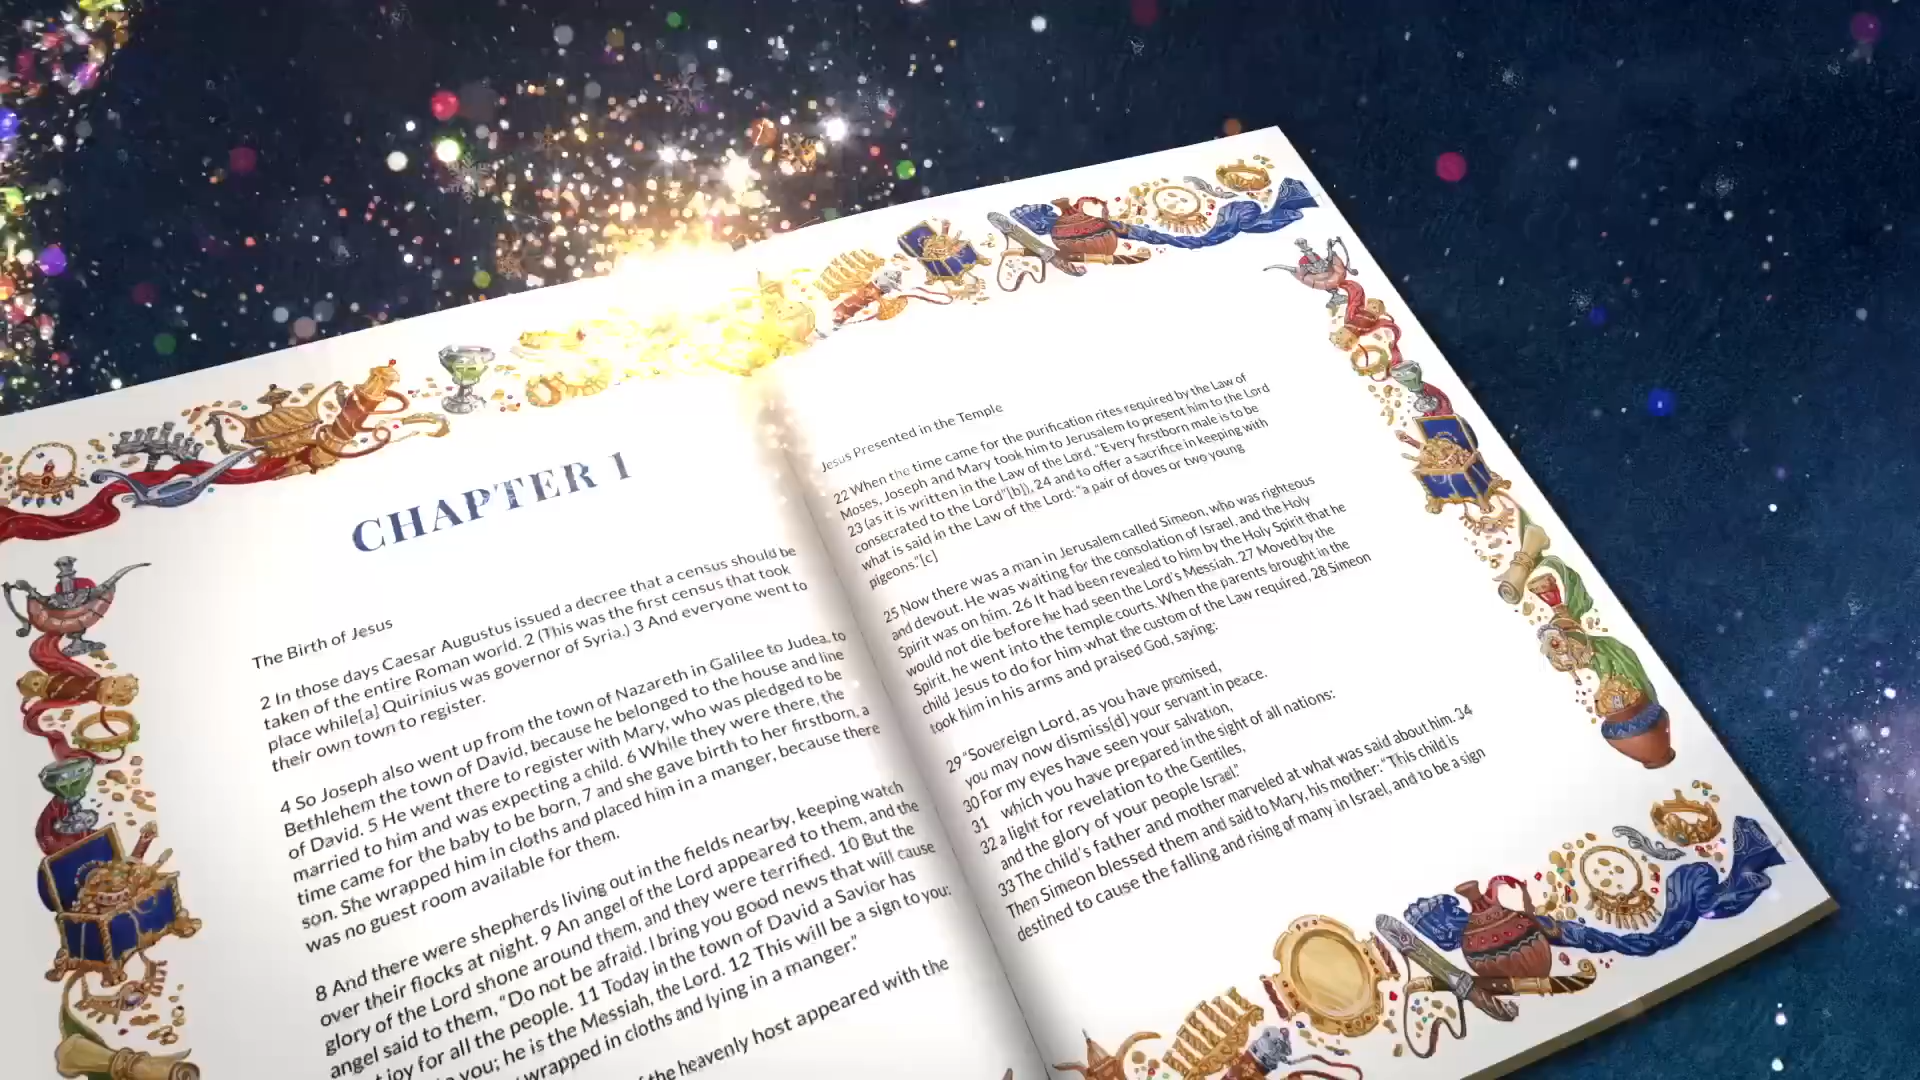 CHAPTER 1
The Birth of Jesus
2 In those days Caesar Augustus issued a decree that a census should be
taken of the entire Roman world. 2 (This was the first census that took
place while[a] Quirinius was governor of Syria.) 3 And everyone went to
their own town to register.
4 So Joseph also went up from the town of Nazareth in Galilee to Judea, to
Bethlehem the town of David, because he belonged to the house and line
of David. 5 He went there to register with Mary, who was pledged to be
married to him and was expecting a child. 6 While they were there, the
time came for the baby to be born, 7 and she gave birth to her firstborn, a
son. She wrapped him in cloths and placed him in a manger, because there
was no guest room available for them.
8 And there were shepherds living out in the fields nearby, keeping watch
over their flocks at night. 9 An angel of the Lord appeared to them, and the
glory of the Lord shone around them, and they were terrified. 10 But the
angel said to them, "Do not be afraid. I bring you good news that will cause
joy for all the people. 11 Today in the town of David a Savior has
you; he is the Messiah, the Lord. 12 This will be a sign to you:
wrapped in cloths and lying in a manger."
of the heavenly host appeared with the
Jesus Presented in the Temple
22 When the time came for the purification rites required by the Law of
Moses, Joseph and Mary took him to Jerusalem to present him to the Lord
23 (as it is written in the Law of the Lord, "Every firstborn male is to be
consecrated to the Lord"[b]), 24 and to offer a sacrifice in keeping with
what is said in the Law of the Lord: "a pair of doves or two young
pigeons."[c]
25 Now there was a man in Jerusalem called Simeon, who was righteous
and devout. He was waiting for the consolation of Israel, and the Holy
Spirit was on him. 26 It had been revealed to him by the Holy Spirit that he
would not die before he had seen the Lord's Messiah. 27 Moved by the
Spirit, he went into the temple courts. When the parents brought in the
child Jesus to do for him what the custom of the Law required, 28 Simeon
took him in his arms and praised God, saying:
29 "Sovereign Lord, as you have promised,
you may now dismiss[d] your servant in peace.
30 For my eyes have seen your salvation,
31 which you have prepared in the sight of all nations:
32 a light for revelation to the Gentiles,
and the glory of your people Israel."
33 The child's father and mother marveled at what was said about him. 34
Then Simeon blessed them and said to Mary, his mother: "This child is
destined to cause the falling and rising of many in Israel, and to be a sign